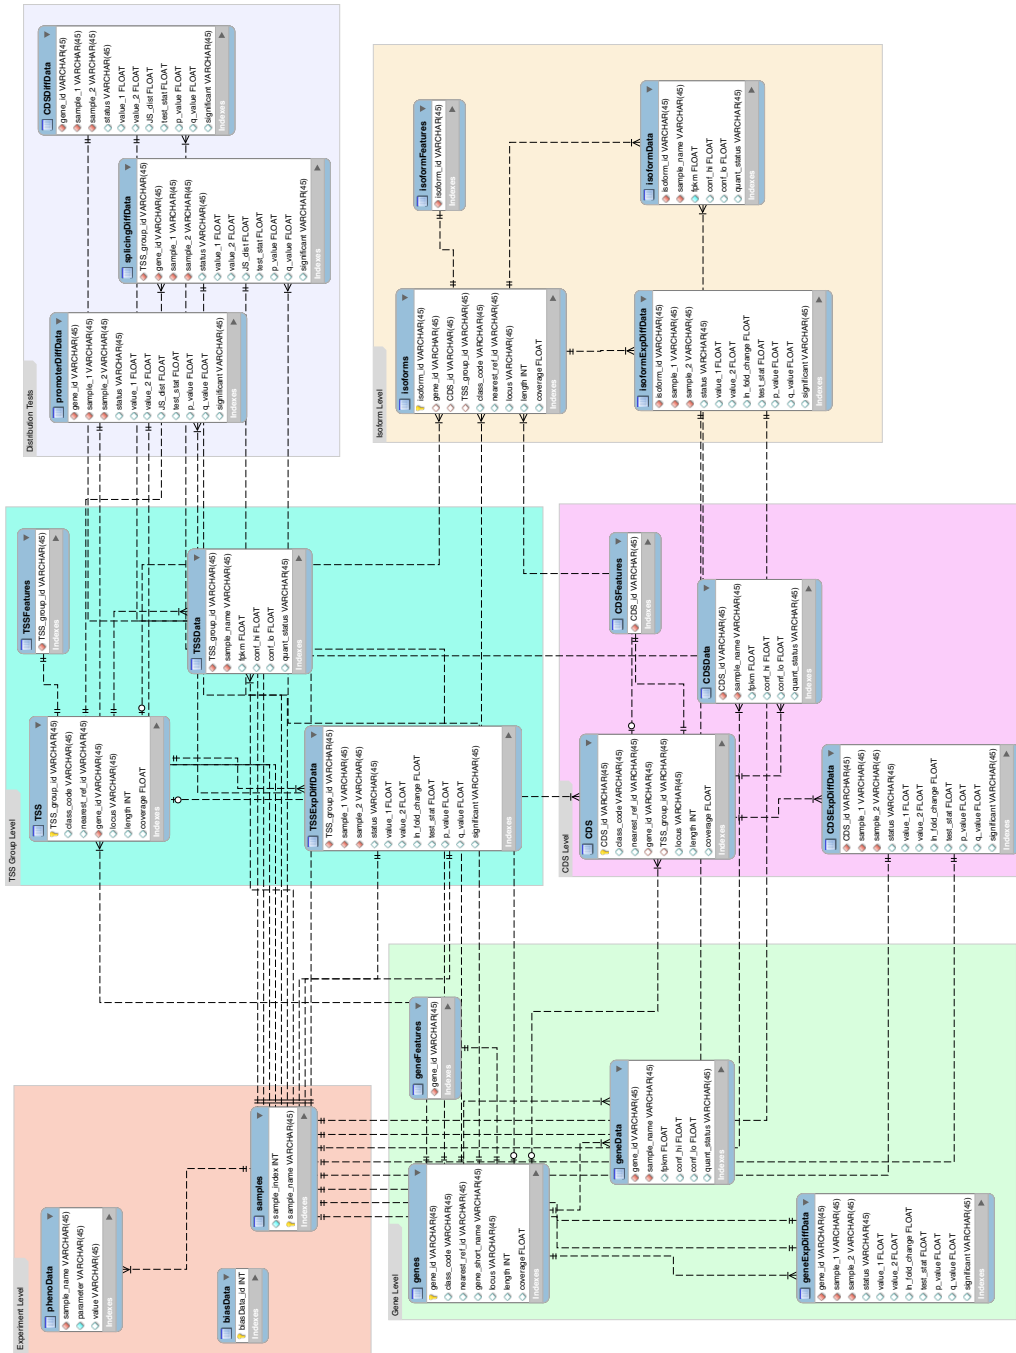 Experiment Level
phenoData
sample_name VARCHAR(45)
parameter VARCHAR(45)
value VARCHAR(45)
Indexes
biasData
biasData_id INT
Indexes
samples
sample_index INT
sample_name VARCHAR(45)
Indexes
Gene Level
genes
gene_id VARCHAR(45)
class_code VARCHAR(45)
nearest_ref_id VARCHAR(45)
gene_short_name VARCHAR(45)
locus VARCHAR(45)
length INT
coverage FLOAT
Indexes
geneFeatures
gene_id VARCHAR(45)
Indexes
geneData
gene_id VARCHAR(45)
sample_name VARCHAR(45)
fpkm FLOAT
conf_hi FLOAT
conf_lo FLOAT
quant_status VARCHAR(45)
Indexes
geneExpDiffData
gene_id VARCHAR(45)
sample_1 VARCHAR(45)
sample_2 VARCHAR(45)
status VARCHAR(45)
value_1 FLOAT
value_2 FLOAT
ln_fold_change FLOAT
test_stat FLOAT
p_value FLOAT
q_value FLOAT
significant VARCHAR(45)
Indexes
TSS Group Level
TSS
TSS_group_id VARCHAR(45)
class_code VARCHAR(45)
nearest_ref_id VARCHAR(45)
gene_id VARCHAR(45)
locus VARCHAR(45)
length INT
coverage FLOAT
Indexes
TSSFeatures
TSS_group_id VARCHAR(45)
Indexes
TSSData
TSS_group_id VARCHAR(45)
sample_name VARCHAR(45)
fpkm FLOAT
conf_hi FLOAT
conf_lo FLOAT
quant_status VARCHAR(45)
Indexes
TSSExpDiffData
TSS_group_id VARCHAR(45)
sample_1 VARCHAR(45)
sample_2 VARCHAR(45)
status VARCHAR(45)
value_1 FLOAT
value_2 FLOAT
ln_fold_change FLOAT
test_stat FLOAT
p_value FLOAT
q_value FLOAT
significant VARCHAR(45)
Indexes
CDS Level
CDS
CDS_id VARCHAR(45)
class_code VARCHAR(45)
nearest_ref_id VARCHAR(45)
gene_id VARCHAR(45)
TSS_group_id VARCHAR(45)
locus VARCHAR(45)
length INT
coverage FLOAT
Indexes
CDSFeatures
CDS_id VARCHAR(45)
Indexes
CDSData
CDS_id VARCHAR(45)
sample_name VARCHAR(45)
fpkm FLOAT
conf_hi FLOAT
conf_lo FLOAT
quant_status VARCHAR(45)
Indexes
CDSExpDiffData
CDS_id VARCHAR(45)
sample_1 VARCHAR(45)
sample_2 VARCHAR(45)
status VARCHAR(45)
value_1 FLOAT
value_2 FLOAT
ln_fold_change FLOAT
test_stat FLOAT
p_value FLOAT
q_value FLOAT
significant VARCHAR(45)
Indexes
Distribution Tests
promoterDiffData
gene_id VARCHAR(45)
sample_1 VARCHAR(45)
sample_2 VARCHAR(45)
status VARCHAR(45)
value_1 FLOAT
value_2 FLOAT
JS_dist FLOAT
test_stat FLOAT
p_value FLOAT
q_value FLOAT
significant VARCHAR(45)
Indexes
splicingDiffData
TSS_group_id VARCHAR(45)
gene_id VARCHAR(45)
sample_1 VARCHAR(45)
sample_2 VARCHAR(45)
status VARCHAR(45)
value_1 FLOAT
value_2 FLOAT
JS_dist FLOAT
test_stat FLOAT
p_value FLOAT
q_value FLOAT
significant VARCHAR(45)
Indexes
CDSDiffData
gene_id VARCHAR(45)
sample_1 VARCHAR(45)
sample_2 VARCHAR(45)
status VARCHAR(45)
value_1 FLOAT
value_2 FLOAT
JS_dist FLOAT
test_stat FLOAT
p_value FLOAT
q_value FLOAT
significant VARCHAR(45)
Indexes
Isoform Level
isoforms
isoform_id VARCHAR(45)
gene_id VARCHAR(45)
CDS_id VARCHAR(45)
TSS_group_id VARCHAR(45)
class_code VARCHAR(45)
nearest_ref_id VARCHAR(45)
locus VARCHAR(45)
length INT
coverage FLOAT
Indexes
isoformFeatures
isoform_id VARCHAR(45)
Indexes
isoformExpDiffData
isoform_id VARCHAR(45)
sample_1 VARCHAR(45)
sample_2 VARCHAR(45)
status VARCHAR(45)
value_1 FLOAT
value_2 FLOAT
ln_fold_change FLOAT
test_stat FLOAT
p_value FLOAT
q_value FLOAT
significant VARCHAR(45)
Indexes
isoformData
isoform_id VARCHAR(45)
sample_name VARCHAR(45)
fpkm FLOAT
conf_hi FLOAT
conf_lo FLOAT
quant_status VARCHAR(45)
Indexes